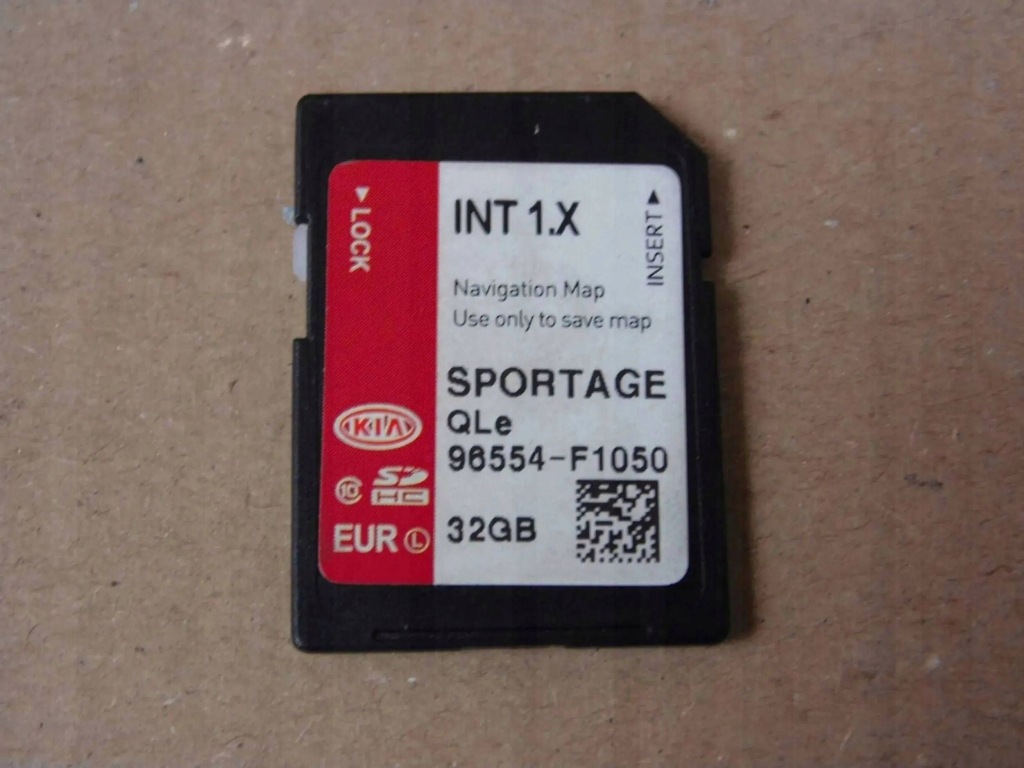 INT 1.X
INSERT ▲
▲ LOCK
Navigation Map
Use only to save map
SPORTAGE
QLe
96554-F1050
32GB
KIA
10
SD
HC
EUR L